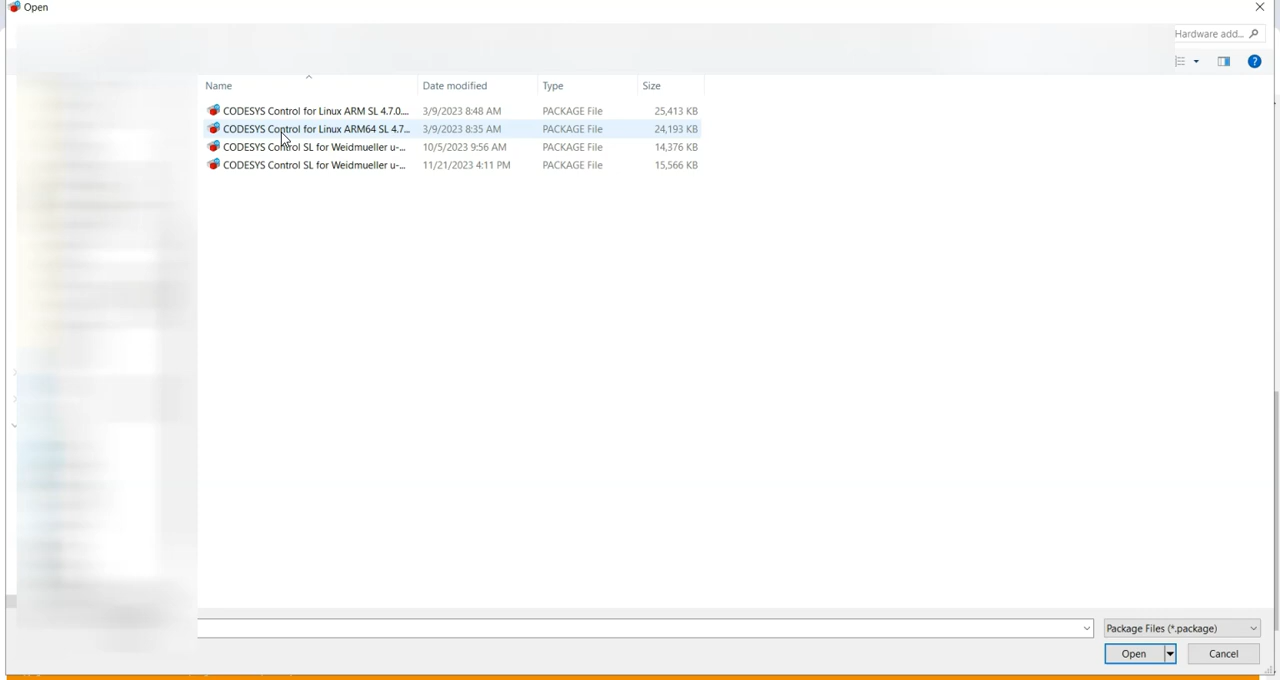 Open
Hardware add...
Name Date modified Type Size
CODESYS Control for Linux ARM SL 4.7.0.... 3/9/2023 8:48 AM PACKAGE File 25,413 KB
CODESYS Control for Linux ARM64 SL 4.7... 3/9/2023 8:35 AM PACKAGE File 24,193 KB
CODESYS Control SL for Weidmueller u-... 10/5/2023 9:56 AM PACKAGE File 14,376 KB
CODESYS Control SL for Weidmueller u-... 11/21/2023 4:11 PM PACKAGE File 15,566 KB
Package Files (*.package)
Open Cancel